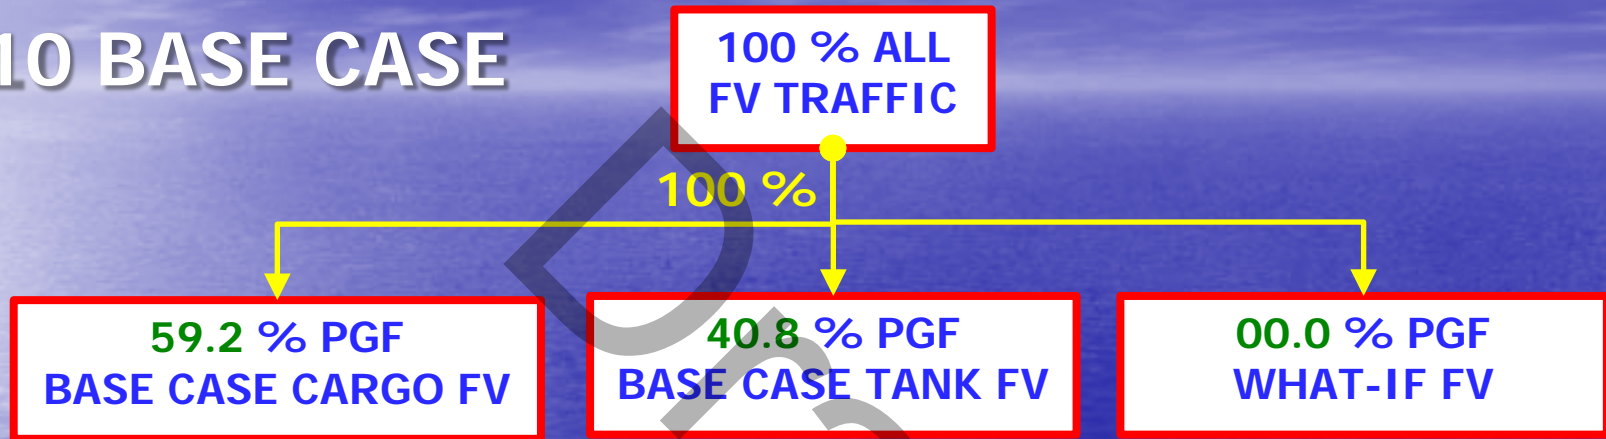 10 BASE CASE
100 % ALL
FV TRAFFIC
100 %
59.2 % PGF
BASE CASE CARGO FV
40.8 % PGF
BASE CASE TANK FV
00.0 % PGF
WHAT-IF FV